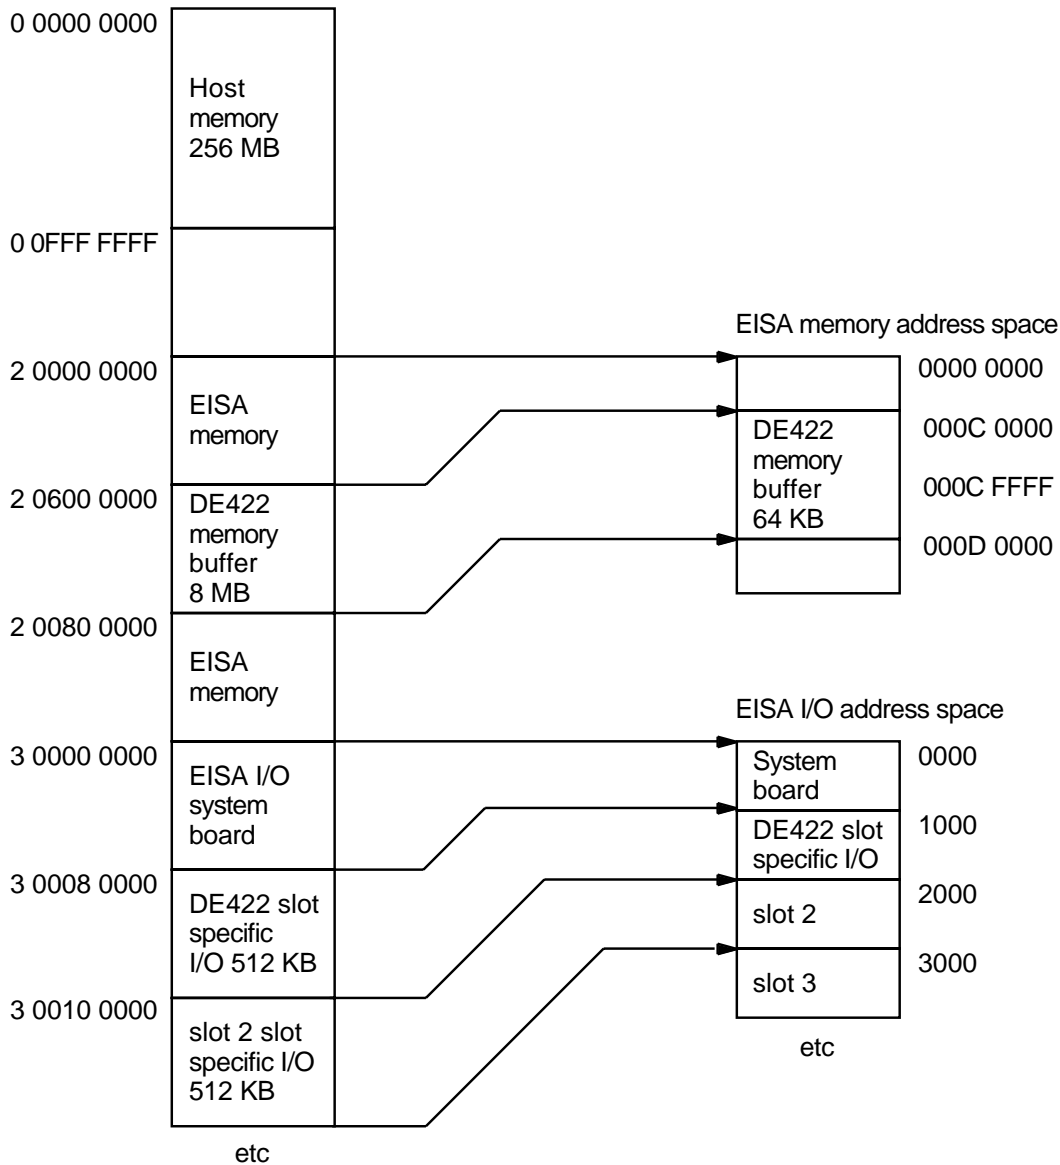 0 0000 0000
Host
memory
256 MB
0 0FFF FFFF
2 0000 0000
EISA
memory
2 0600 0000
DE422
memory
buffer
8 MB
2 0080 0000
EISA
memory
3 0000 0000
EISA I/O
system
board
3 0008 0000
DE422 slot
specific
I/O 512 KB
3 0010 0000
slot 2 slot
specific I/O
512 KB
etc
EISA memory address space
0000 0000
000C 0000
DE422
memory
buffer
64 KB
000C FFFF
000D 0000
EISA I/O address space
System
board
0000
DE422 slot
specific I/O
1000
slot 2
2000
slot 3
3000
etc